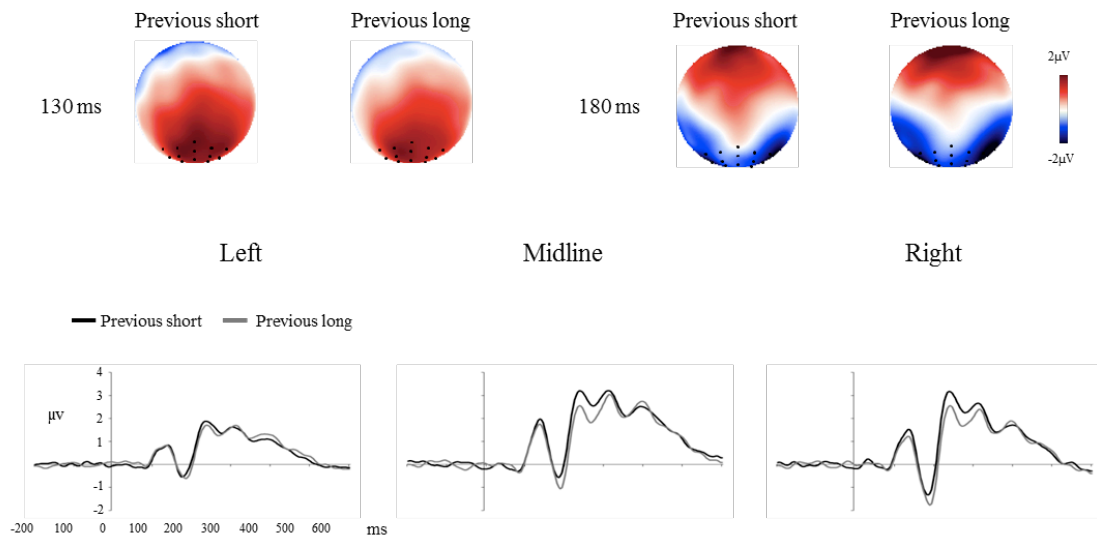 Previous short Previous long Previous short Previous long
130 ms
180 ms
2µV
-2µV
Left Midline Right
Previous short Previous long
µv
4
3
2
1
0
-1
-2
-200 100 0 100 200 300 400 500 600 ms